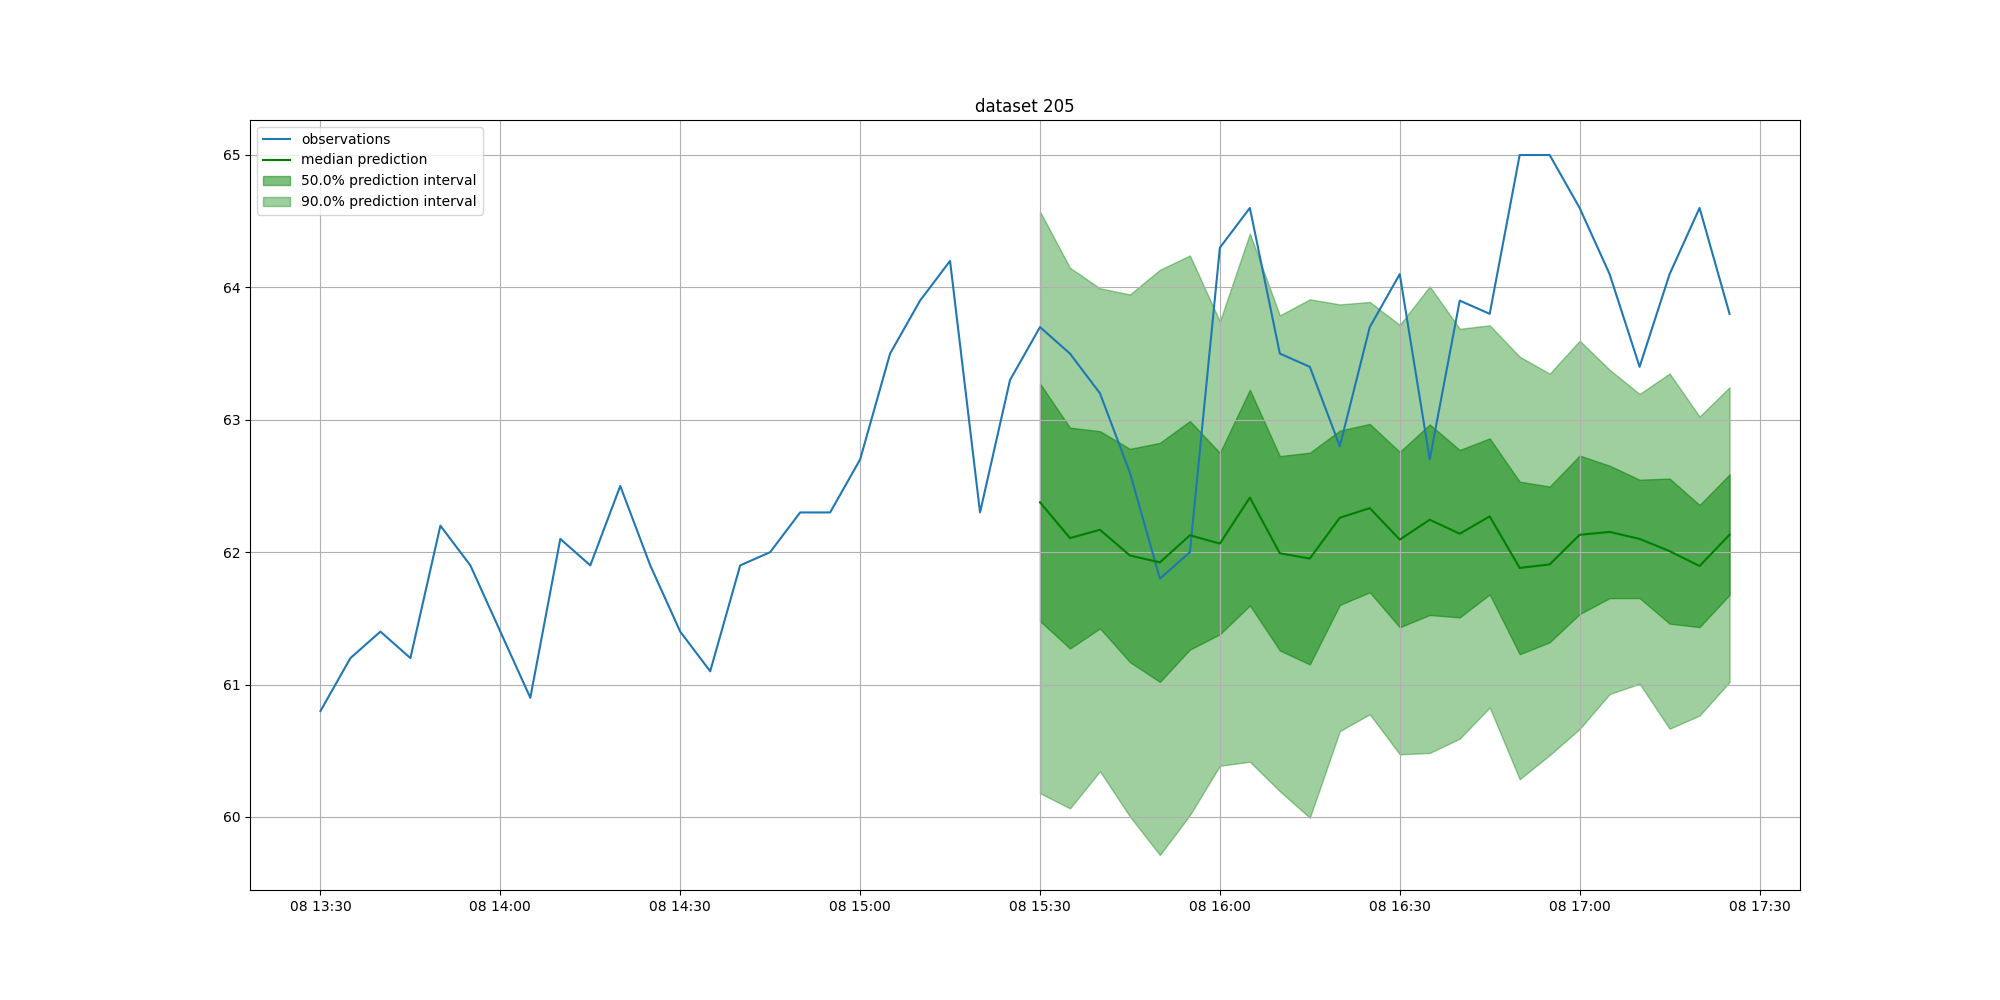 dataset 205
observations
median prediction
50.0% prediction interval
90.0% prediction interval
65
64
63
62
61
60
08 13:30 08 14:00 08 14:30 08 15:00 08 15:30 08 16:00 08 16:30 08 17:00 08 17:30